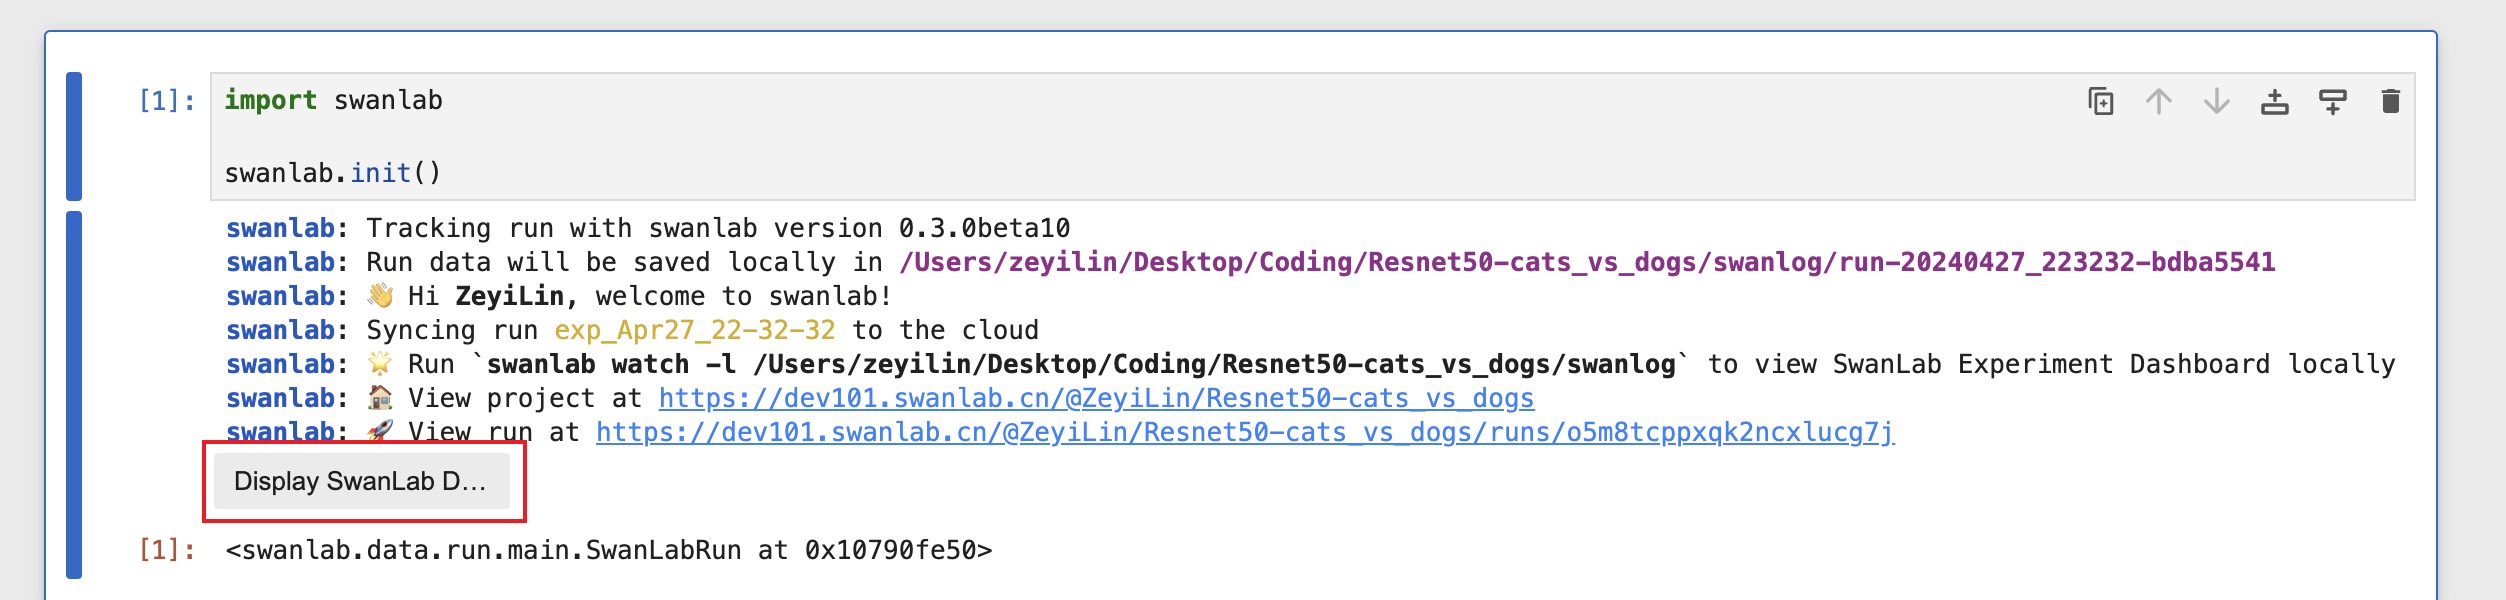 [1]: import swanlab
swanlab.init()
swanlab: Tracking run with swanlab version 0.3.0beta10
swanlab: Run data will be saved locally in /Users/zeyilin/Desktop/Coding/Resnet50-cats_vs_dogs/swanlog/run-20240427_223232-bdba5541
swanlab: 👋 Hi ZeyiLin, welcome to swanlab!
swanlab: Syncing run exp_Apr27_22-32-32 to the cloud
swanlab: 🌟 Run `swanlab watch -l /Users/zeyilin/Desktop/Coding/Resnet50-cats_vs_dogs/swanlog` to view SwanLab Experiment Dashboard locally
swanlab: 🏠 View project at https://dev101.swanlab.cn/@ZeyiLin/Resnet50-cats_vs_dogs
swanlab: 🚀 View run at https://dev101.swanlab.cn/@ZeyiLin/Resnet50-cats_vs_dogs/runs/o5m8tcppxqk2ncxlucg7j
Display SwanLab D...
[1]: <swanlab.data.run.main.SwanLabRun at 0x10790fe50>